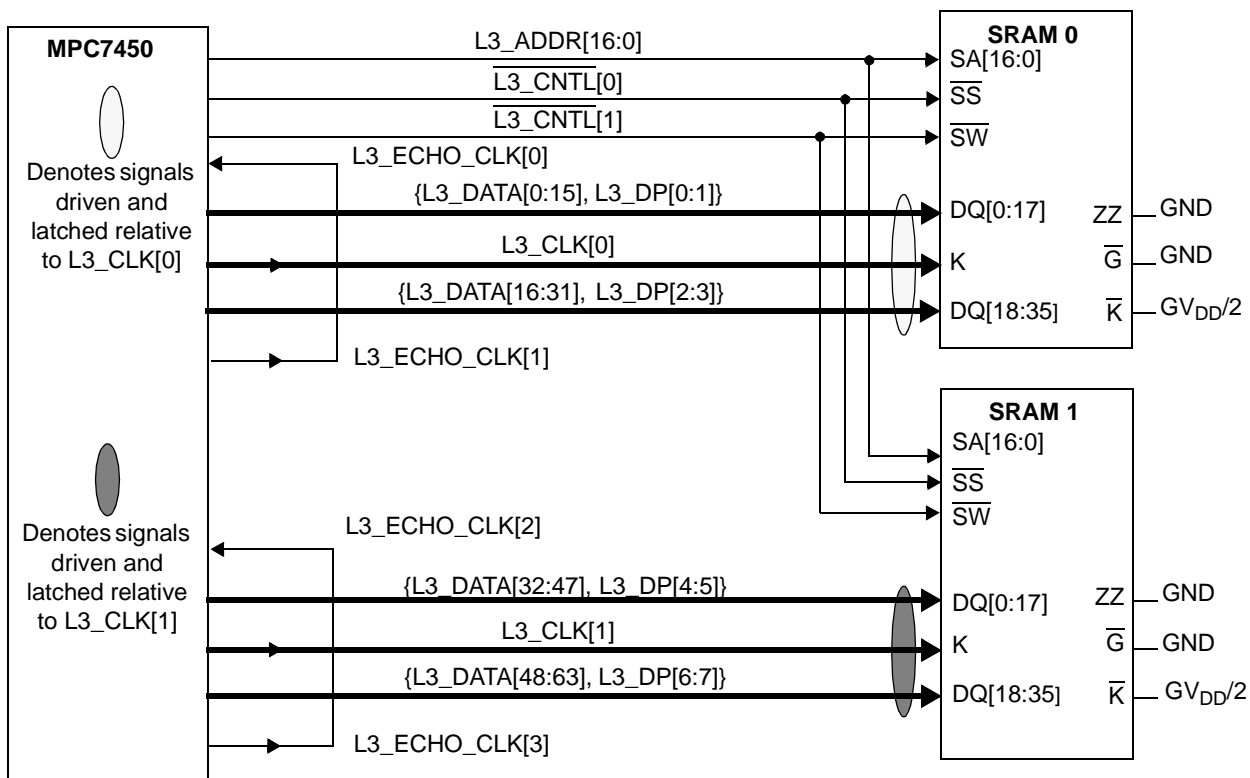 MPC7450
Denotes signals
driven and
latched relative
to L3_CLK[0]
Denotes signals
driven and
latched relative
to L3_CLK[1]
L3_ADDR[16:0]
L3_CNTL[0]
L3_CNTL[1]
L3_ECHO_CLK[0]
{L3_DATA[0:15], L3_DP[0:1]}
L3_CLK[0]
{L3_DATA[16:31], L3_DP[2:3]}
L3_ECHO_CLK[1]
L3_ECHO_CLK[2]
{L3_DATA[32:47], L3_DP[4:5]}
L3_CLK[1]
{L3_DATA[48:63], L3_DP[6:7]}
L3_ECHO_CLK[3]
SRAM 0
SA[16:0]
SS
SW
DQ[0:17] ZZ GND
K G GND
DQ[18:35] K GVDD/2
SRAM 1
SA[16:0]
SS
SW
DQ[0:17] ZZ GND
K G GND
DQ[18:35] K GVDD/2